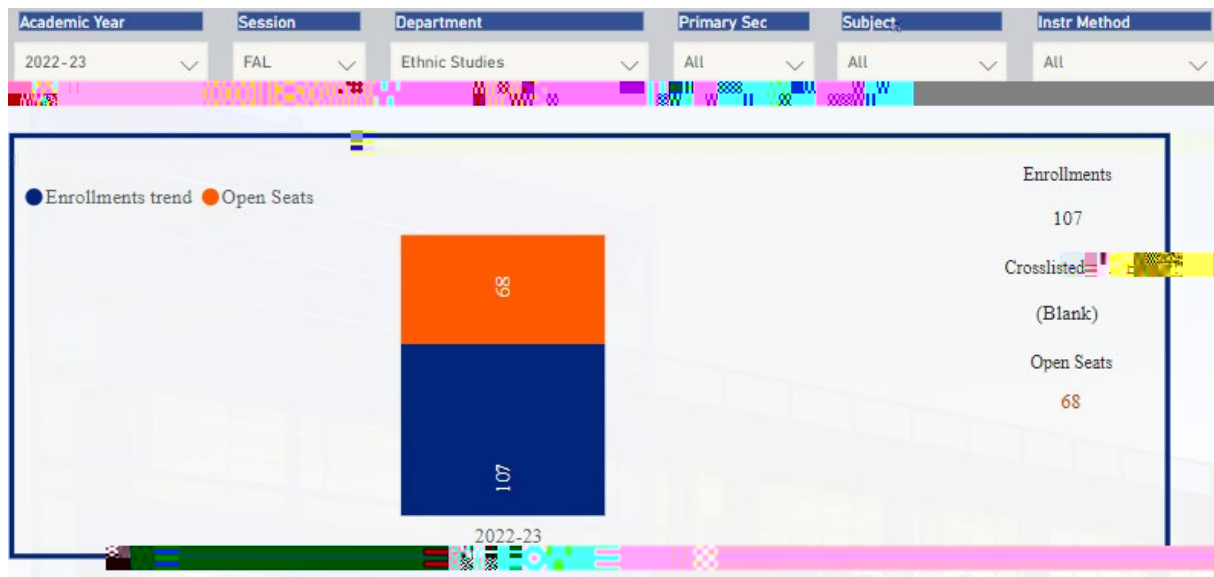 Academic Year Session Department Primary Sec Subject Instr Method
2022-23 FAL Ethnic Studies All All All
Enrollments trend Open Seats
68
107
2022-23
Enrollments
107
Crosslisted
(Blank)
Open Seats
68